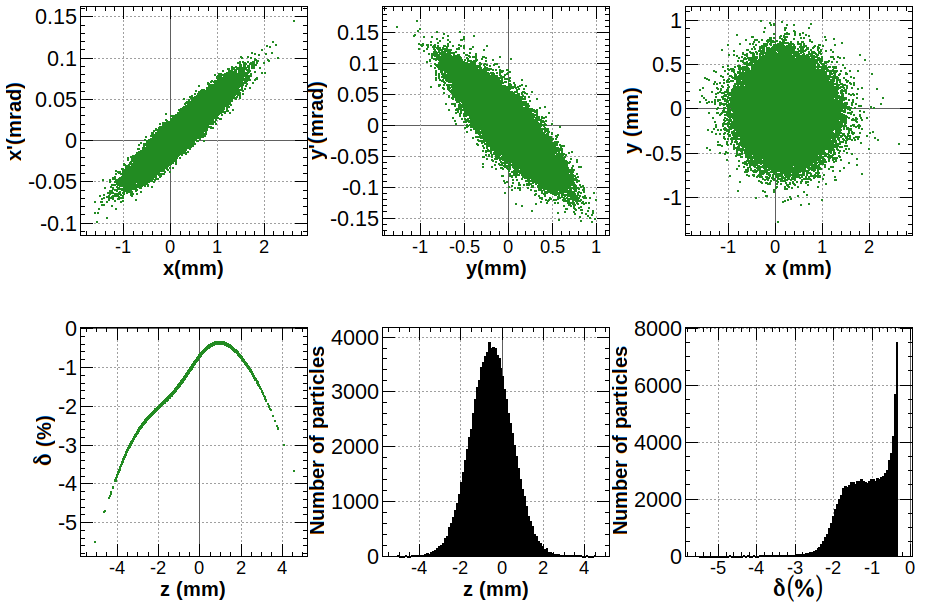 0.15
0.1
0.05
0
-0.05
-0.1
x'(mrad)
-1 0 1 2
x(mm)
0.15
0.1
0.05
0
-0.05
-0.1
-0.15
y'(mrad)
-1 -0.5 0 0.5 1
y(mm)
1
0.5
0
-0.5
-1
y (mm)
-1 0 1 2
x (mm)
0
-1
-2
-3
-4
-5
δ (%)
-4 -2 0 2 4
z (mm)
4000
3000
2000
1000
0
Number of particles
-4 -2 0 2 4
z (mm)
8000
6000
4000
2000
0
Number of particles
-5 -4 -3 -2 -1 0
δ(%)